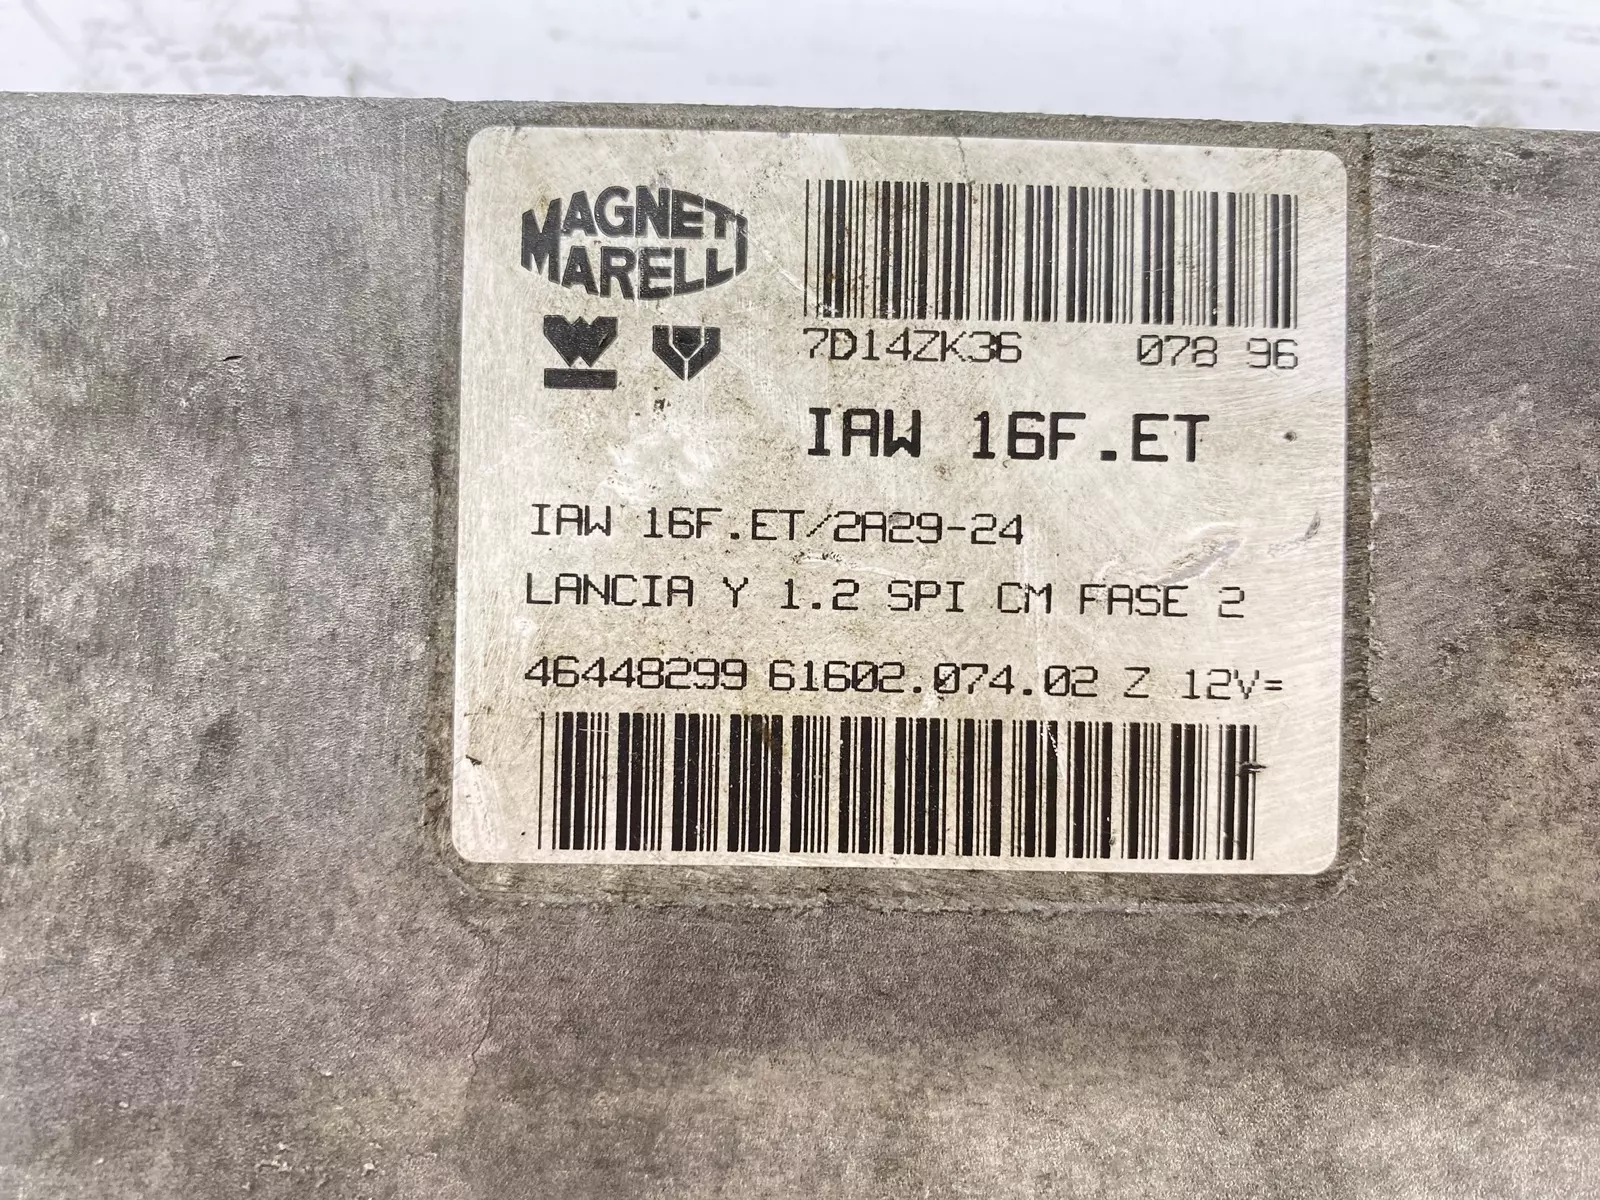 MAGNETI
MARELLI
7D14ZK36 078 96
IAW 16F.ET
IAW 16F.ET/2A29-24
LANCIA Y 1.2 SPI CM FASE 2
46448299 61602.074.02 Z 12V=